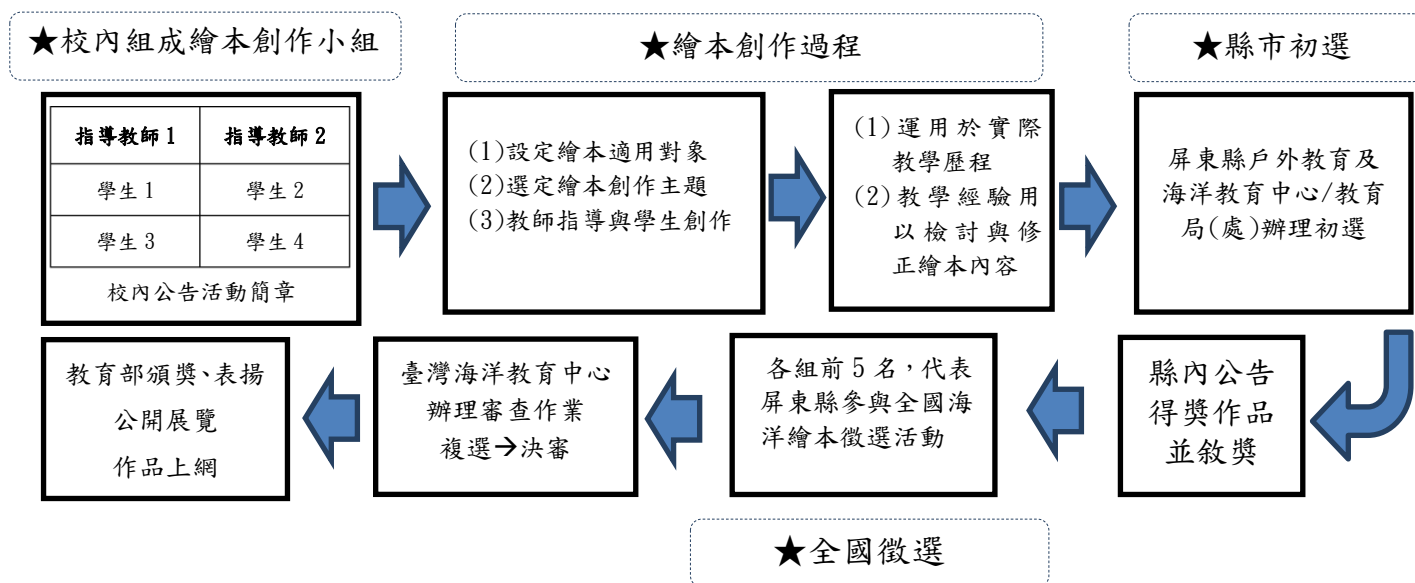 ★校內組成繪本創作小組
★繪本創作過程
★縣市初選
指導教師 1 指導教師 2
學生 1 學生 2
學生 3 學生 4
校內公告活動簡章
(1)設定繪本適用對象
(2)選定繪本創作主題
(3)教師指導與學生創作
(1)運用於實際
教學歷程
(2)教學經驗用
以檢討與修
正繪本內容
屏東縣戶外教育及
海洋教育中心/教育
局(處)辦理初選
縣內公告
得獎作品
並敘獎
各組前 5 名，代表
屏東縣參與全國海
洋繪本徵選活動
臺灣海洋教育中心
辦理審查作業
複選→決審
教育部頒獎、表揚
公開展覽
作品上網
★全國徵選